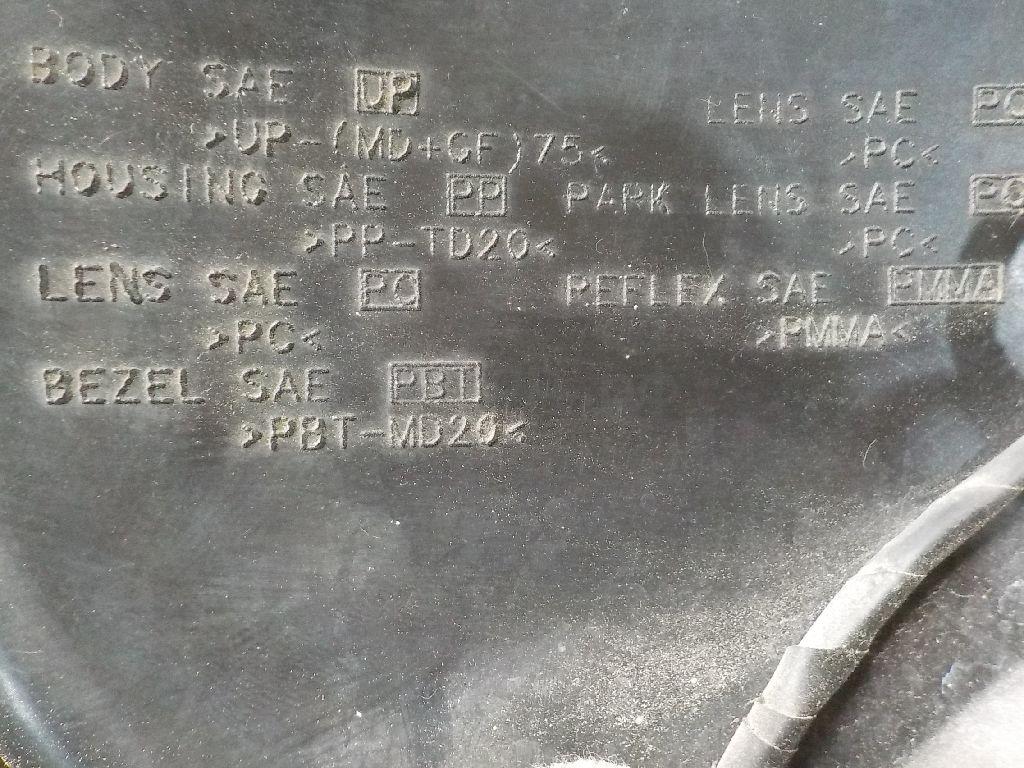 BODY SAE UP
>UP-(MD+GF)75<
HOUSING SAE PP
>PP-TD20<
LENS SAE PC
>PC<
BEZEL SAE PBT
>PBT-MD20<
LENS SAE PC
>PC<
PARK LENS SAE PC
>PC<
REFLEX SAE PMMA
>PMMA<